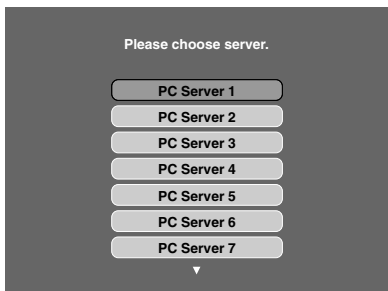 Please choose server.
PC Server 1
PC Server 2
PC Server 3
PC Server 4
PC Server 5
PC Server 6
PC Server 7
▼